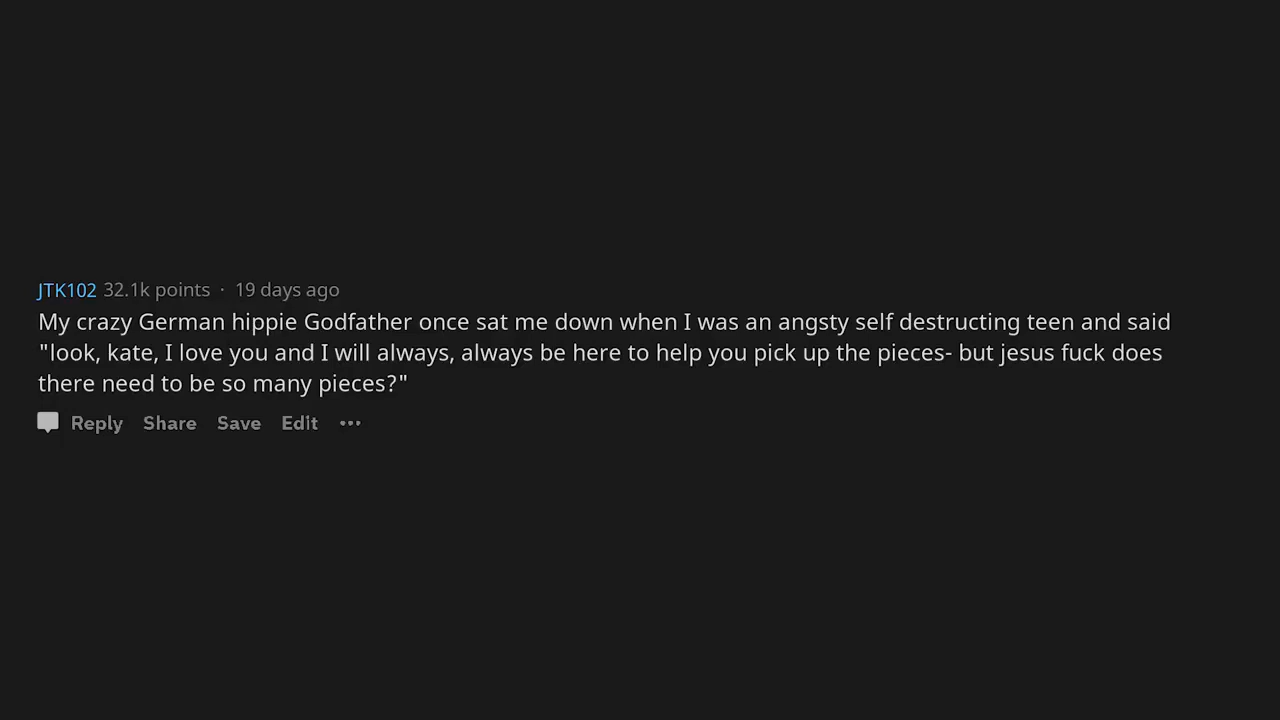 JTK102 32.1k points · 19 days ago
My crazy German hippie Godfather once sat me down when I was an angsty self destructing teen and said
"look, kate, I love you and I will always, always be here to help you pick up the pieces- but jesus fuck does
there need to be so many pieces?"
Reply Share Save Edit ···